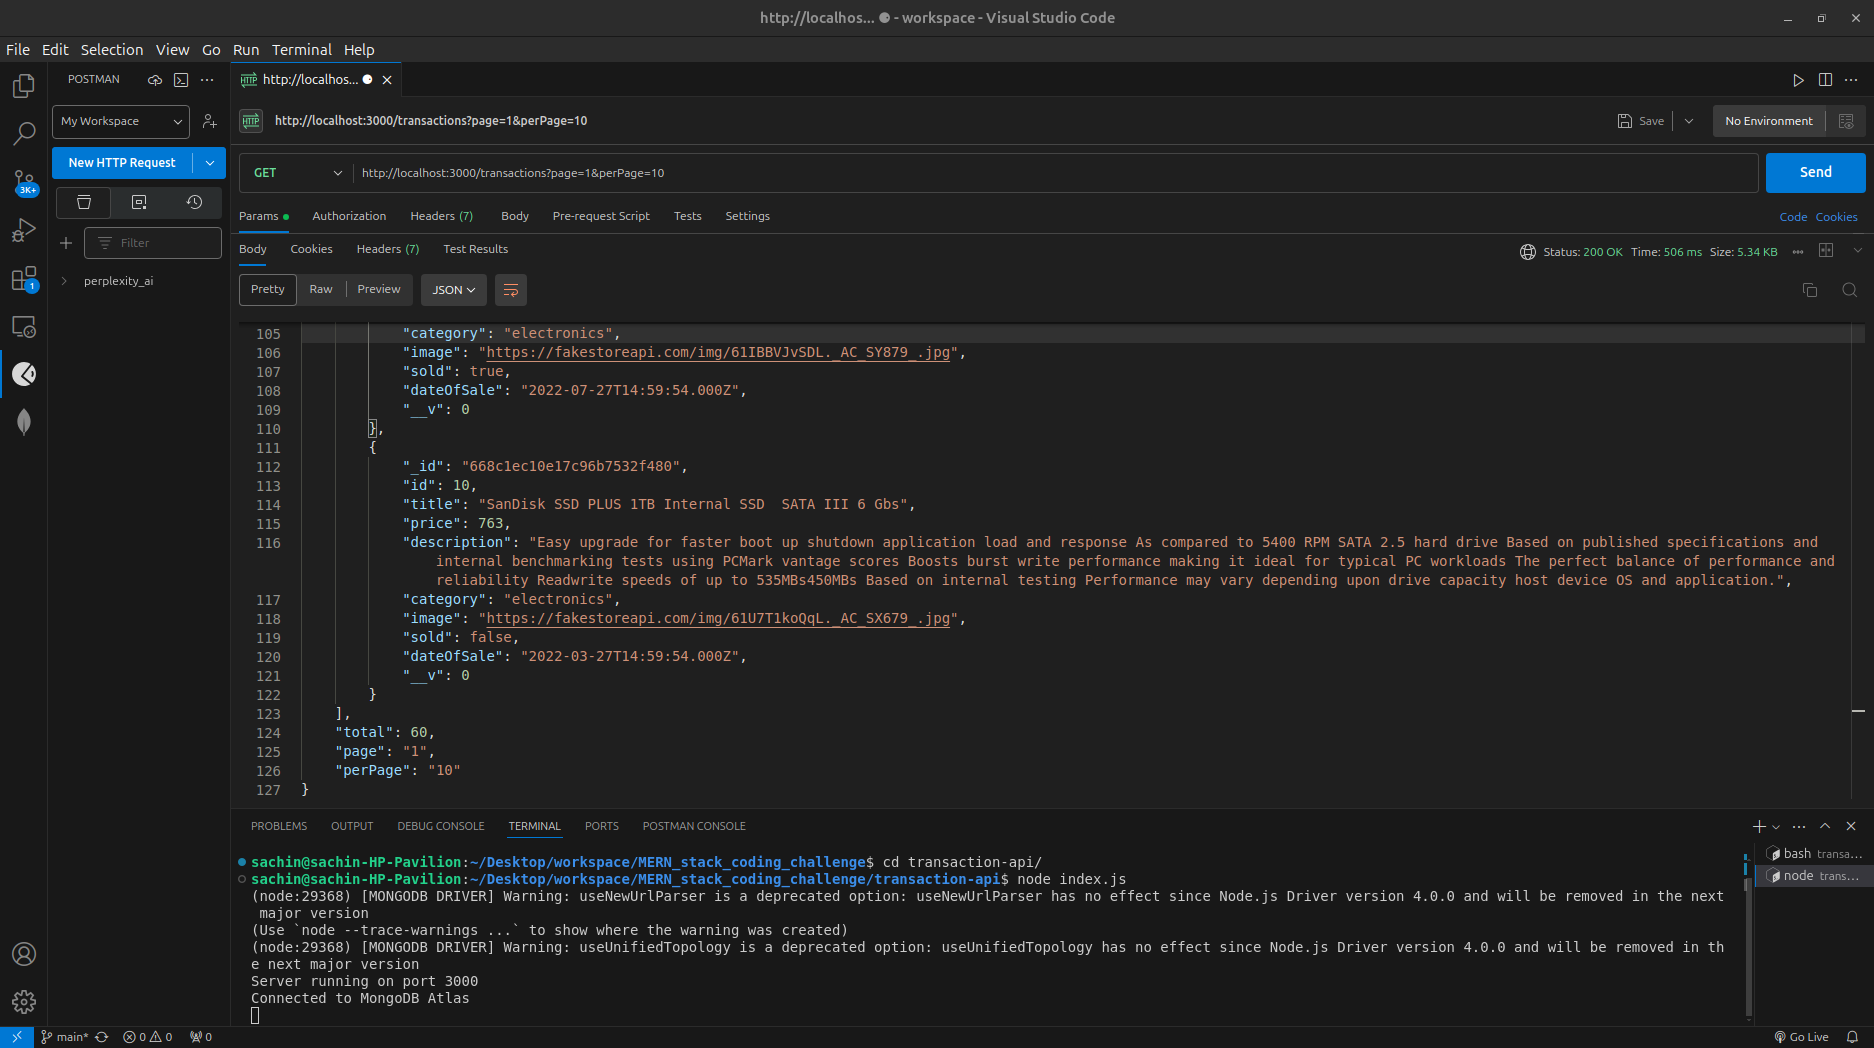 http://localhos... ● - workspace - Visual Studio Code
File Edit Selection View Go Run Terminal Help
POSTMAN
http://localhos...
My Workspace
HTTP http://localhost:3000/transactions?page=1&perPage=10
Save
No Environment
New HTTP Request
GET http://localhost:3000/transactions?page=1&perPage=10
Send
3K+
Params Authorization Headers (7) Body Pre-request Script Tests Settings
Code Cookies
Filter
Body Cookies Headers (7) Test Results
Status: 200 OK Time: 506 ms Size: 5.34 KB
perplexity_ai
1
Pretty Raw Preview JSON
105 "category": "electronics",
106 "image": "https://fakestoreapi.com/img/61IBBVJvSDL._AC_SY879_.jpg",
107 "sold": true,
108 "dateOfSale": "2022-07-27T14:59:54.000Z",
109 "__v": 0
110 },
111 {
112 "_id": "668c1ec10e17c96b7532f480",
113 "id": 10,
114 "title": "SanDisk SSD PLUS 1TB Internal SSD  SATA III 6 Gbs",
115 "price": 763,
116 "description": "Easy upgrade for faster boot up shutdown application load and response As compared to 5400 RPM SATA 2.5 hard drive Based on published specifications and
internal benchmarking tests using PCMark vantage scores Boosts burst write performance making it ideal for typical PC workloads The perfect balance of performance and
reliability Readwrite speeds of up to 535MBs450MBs Based on internal testing Performance may vary depending upon drive capacity host device OS and application.",
117 "category": "electronics",
118 "image": "https://fakestoreapi.com/img/61U7T1koQqL._AC_SX679_.jpg",
119 "sold": false,
120 "dateOfSale": "2022-03-27T14:59:54.000Z",
121 "__v": 0
122 }
123 ],
124 "total": 60,
125 "page": "1",
126 "perPage": "10"
127 }
PROBLEMS OUTPUT DEBUG CONSOLE TERMINAL PORTS POSTMAN CONSOLE
sachin@sachin-HP-Pavilion:~/Desktop/workspace/MERN_stack_coding_challenge$ cd transaction-api/
sachin@sachin-HP-Pavilion:~/Desktop/workspace/MERN_stack_coding_challenge/transaction-api$ node index.js
(node:29368) [MONGODB DRIVER] Warning: useNewUrlParser is a deprecated option: useNewUrlParser has no effect since Node.js Driver version 4.0.0 and will be removed in the next
major version
(Use `node --trace-warnings ...` to show where the warning was created)
(node:29368) [MONGODB DRIVER] Warning: useUnifiedTopology is a deprecated option: useUnifiedTopology has no effect since Node.js Driver version 4.0.0 and will be removed in th
e next major version
Server running on port 3000
Connected to MongoDB Atlas
bash transa...
node trans...
main* 0 0 0
Go Live